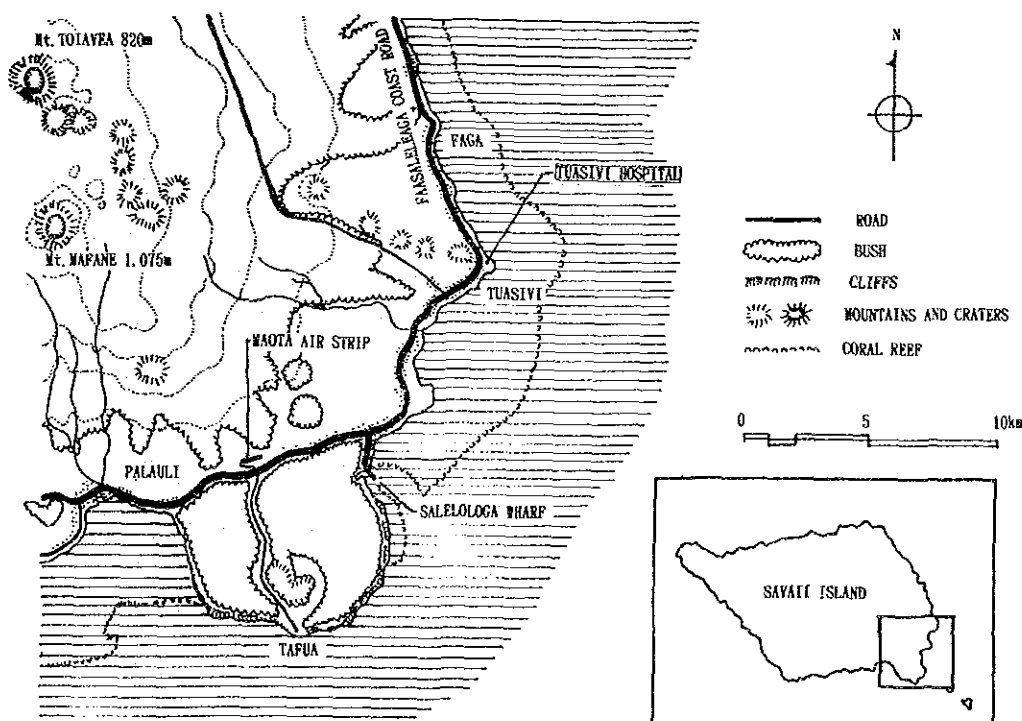 Mt. TOIAVEA 820m
N
FAASALELEAGA COAST ROAD
FAGA
TUASIVI HOSPITAL
ROAD
BUSH
Mt. MAFANE 1.075m
CLIFFS
TUASIVI
MOUNTAINS AND CRATERS
MAOTA AIR STRIP
CORAL REEF
0 5 10km
PALAULI
SALELOLOGA WHARF
SAVAII ISLAND
TAFUA